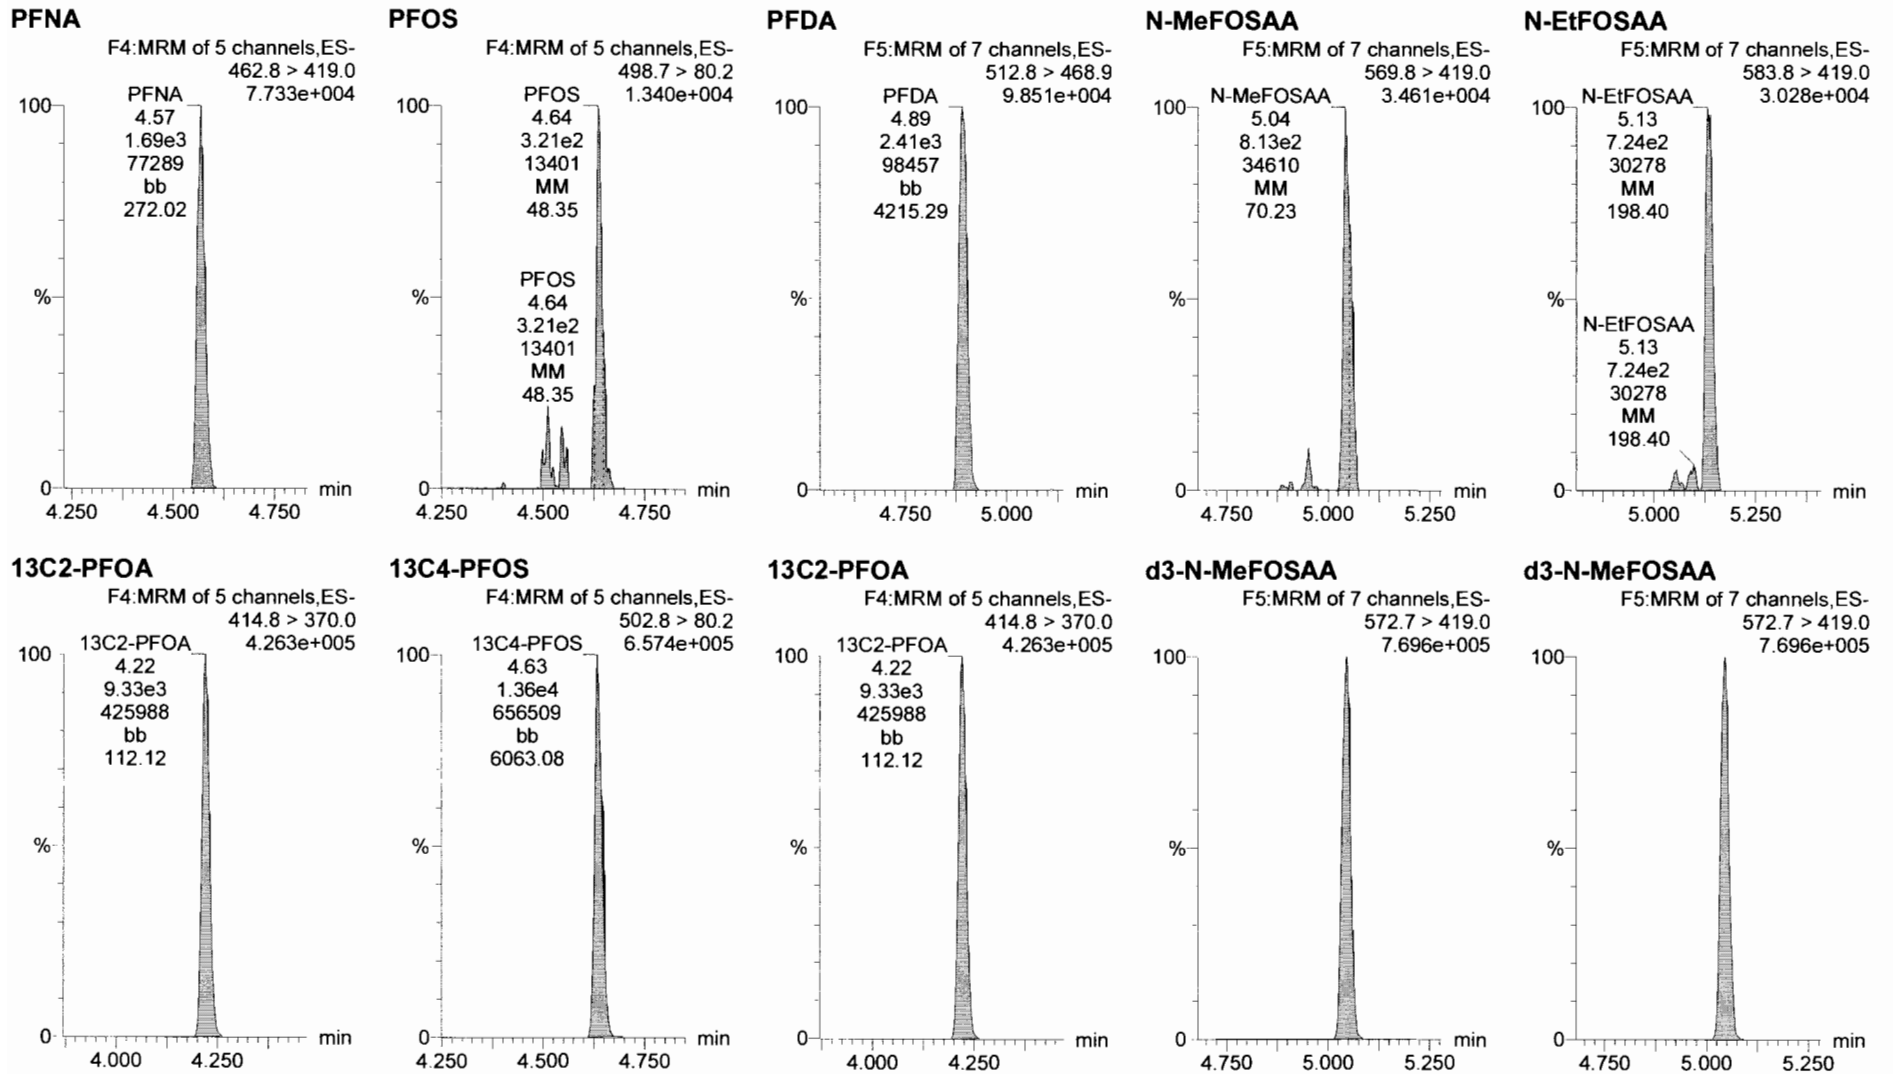 PFNA
F4:MRM of 5 channels,ES-
462.8 > 419.0
7.733e+004
PFNA
4.57
1.69e3
77289
bb
272.02
100
%
0
min
4.250
4.500
4.750
PFOS
F4:MRM of 5 channels,ES-
498.7 > 80.2
1.340e+004
PFOS
4.64
3.21e2
13401
MM
48.35
PFOS
4.64
3.21e2
13401
MM
48.35
100
%
0
min
4.250
4.500
4.750
PFDA
F5:MRM of 7 channels,ES-
512.8 > 468.9
9.851e+004
PFDA
4.89
2.41e3
98457
bb
4215.29
100
%
0
min
4.750
5.000
N-MeFOSAA
F5:MRM of 7 channels,ES-
569.8 > 419.0
3.461e+004
N-MeFOSAA
5.04
8.13e2
34610
MM
70.23
100
%
0
min
4.750
5.000
5.250
N-EtFOSAA
F5:MRM of 7 channels,ES-
583.8 > 419.0
3.028e+004
N-EtFOSAA
5.13
7.24e2
30278
MM
198.40
N-EtFOSAA
5.13
7.24e2
30278
MM
198.40
100
%
0
min
5.000
5.250
13C2-PFOA
F4:MRM of 5 channels,ES-
414.8 > 370.0
4.263e+005
13C2-PFOA
4.22
9.33e3
425988
bb
112.12
100
%
0
min
4.000
4.250
13C4-PFOS
F4:MRM of 5 channels,ES-
502.8 > 80.2
6.574e+005
13C4-PFOS
4.63
1.36e4
656509
bb
6063.08
100
%
0
min
4.250
4.500
4.750
13C2-PFOA
F4:MRM of 5 channels,ES-
414.8 > 370.0
4.263e+005
13C2-PFOA
4.22
9.33e3
425988
bb
112.12
100
%
0
min
4.000
4.250
d3-N-MeFOSAA
F5:MRM of 7 channels,ES-
572.7 > 419.0
7.696e+005
100
%
0
min
4.750
5.000
5.250
d3-N-MeFOSAA
F5:MRM of 7 channels,ES-
572.7 > 419.0
7.696e+005
100
%
0
min
4.750
5.000
5.250